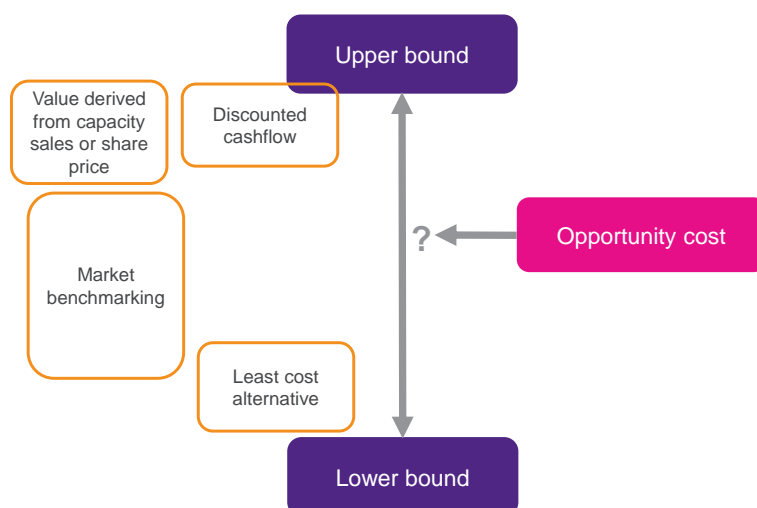 Upper bound
Value derived
from capacity
sales or share
price
Discounted
cashflow
?
Opportunity cost
Market
benchmarking
Least cost
alternative
Lower bound